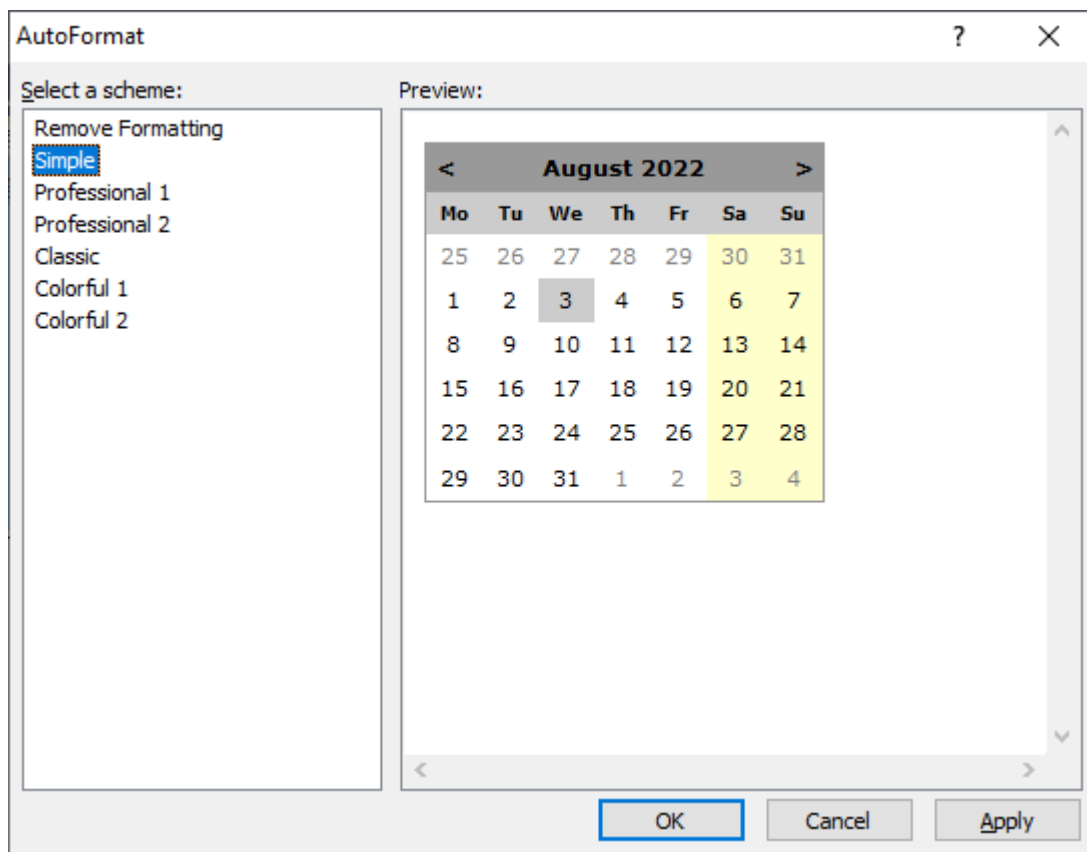 AutoFormat ?
Select a scheme:
Remove Formatting
Simple
Professional 1
Professional 2
Classic
Colorful 1
Colorful 2
Preview:
< August 2022 >
Mo Tu We Th Fr Sa Su
25 26 27 28 29 30 31
1 2 3 4 5 6 7
8 9 10 11 12 13 14
15 16 17 18 19 20 21
22 23 24 25 26 27 28
29 30 31 1 2 3 4
OK Cancel Apply